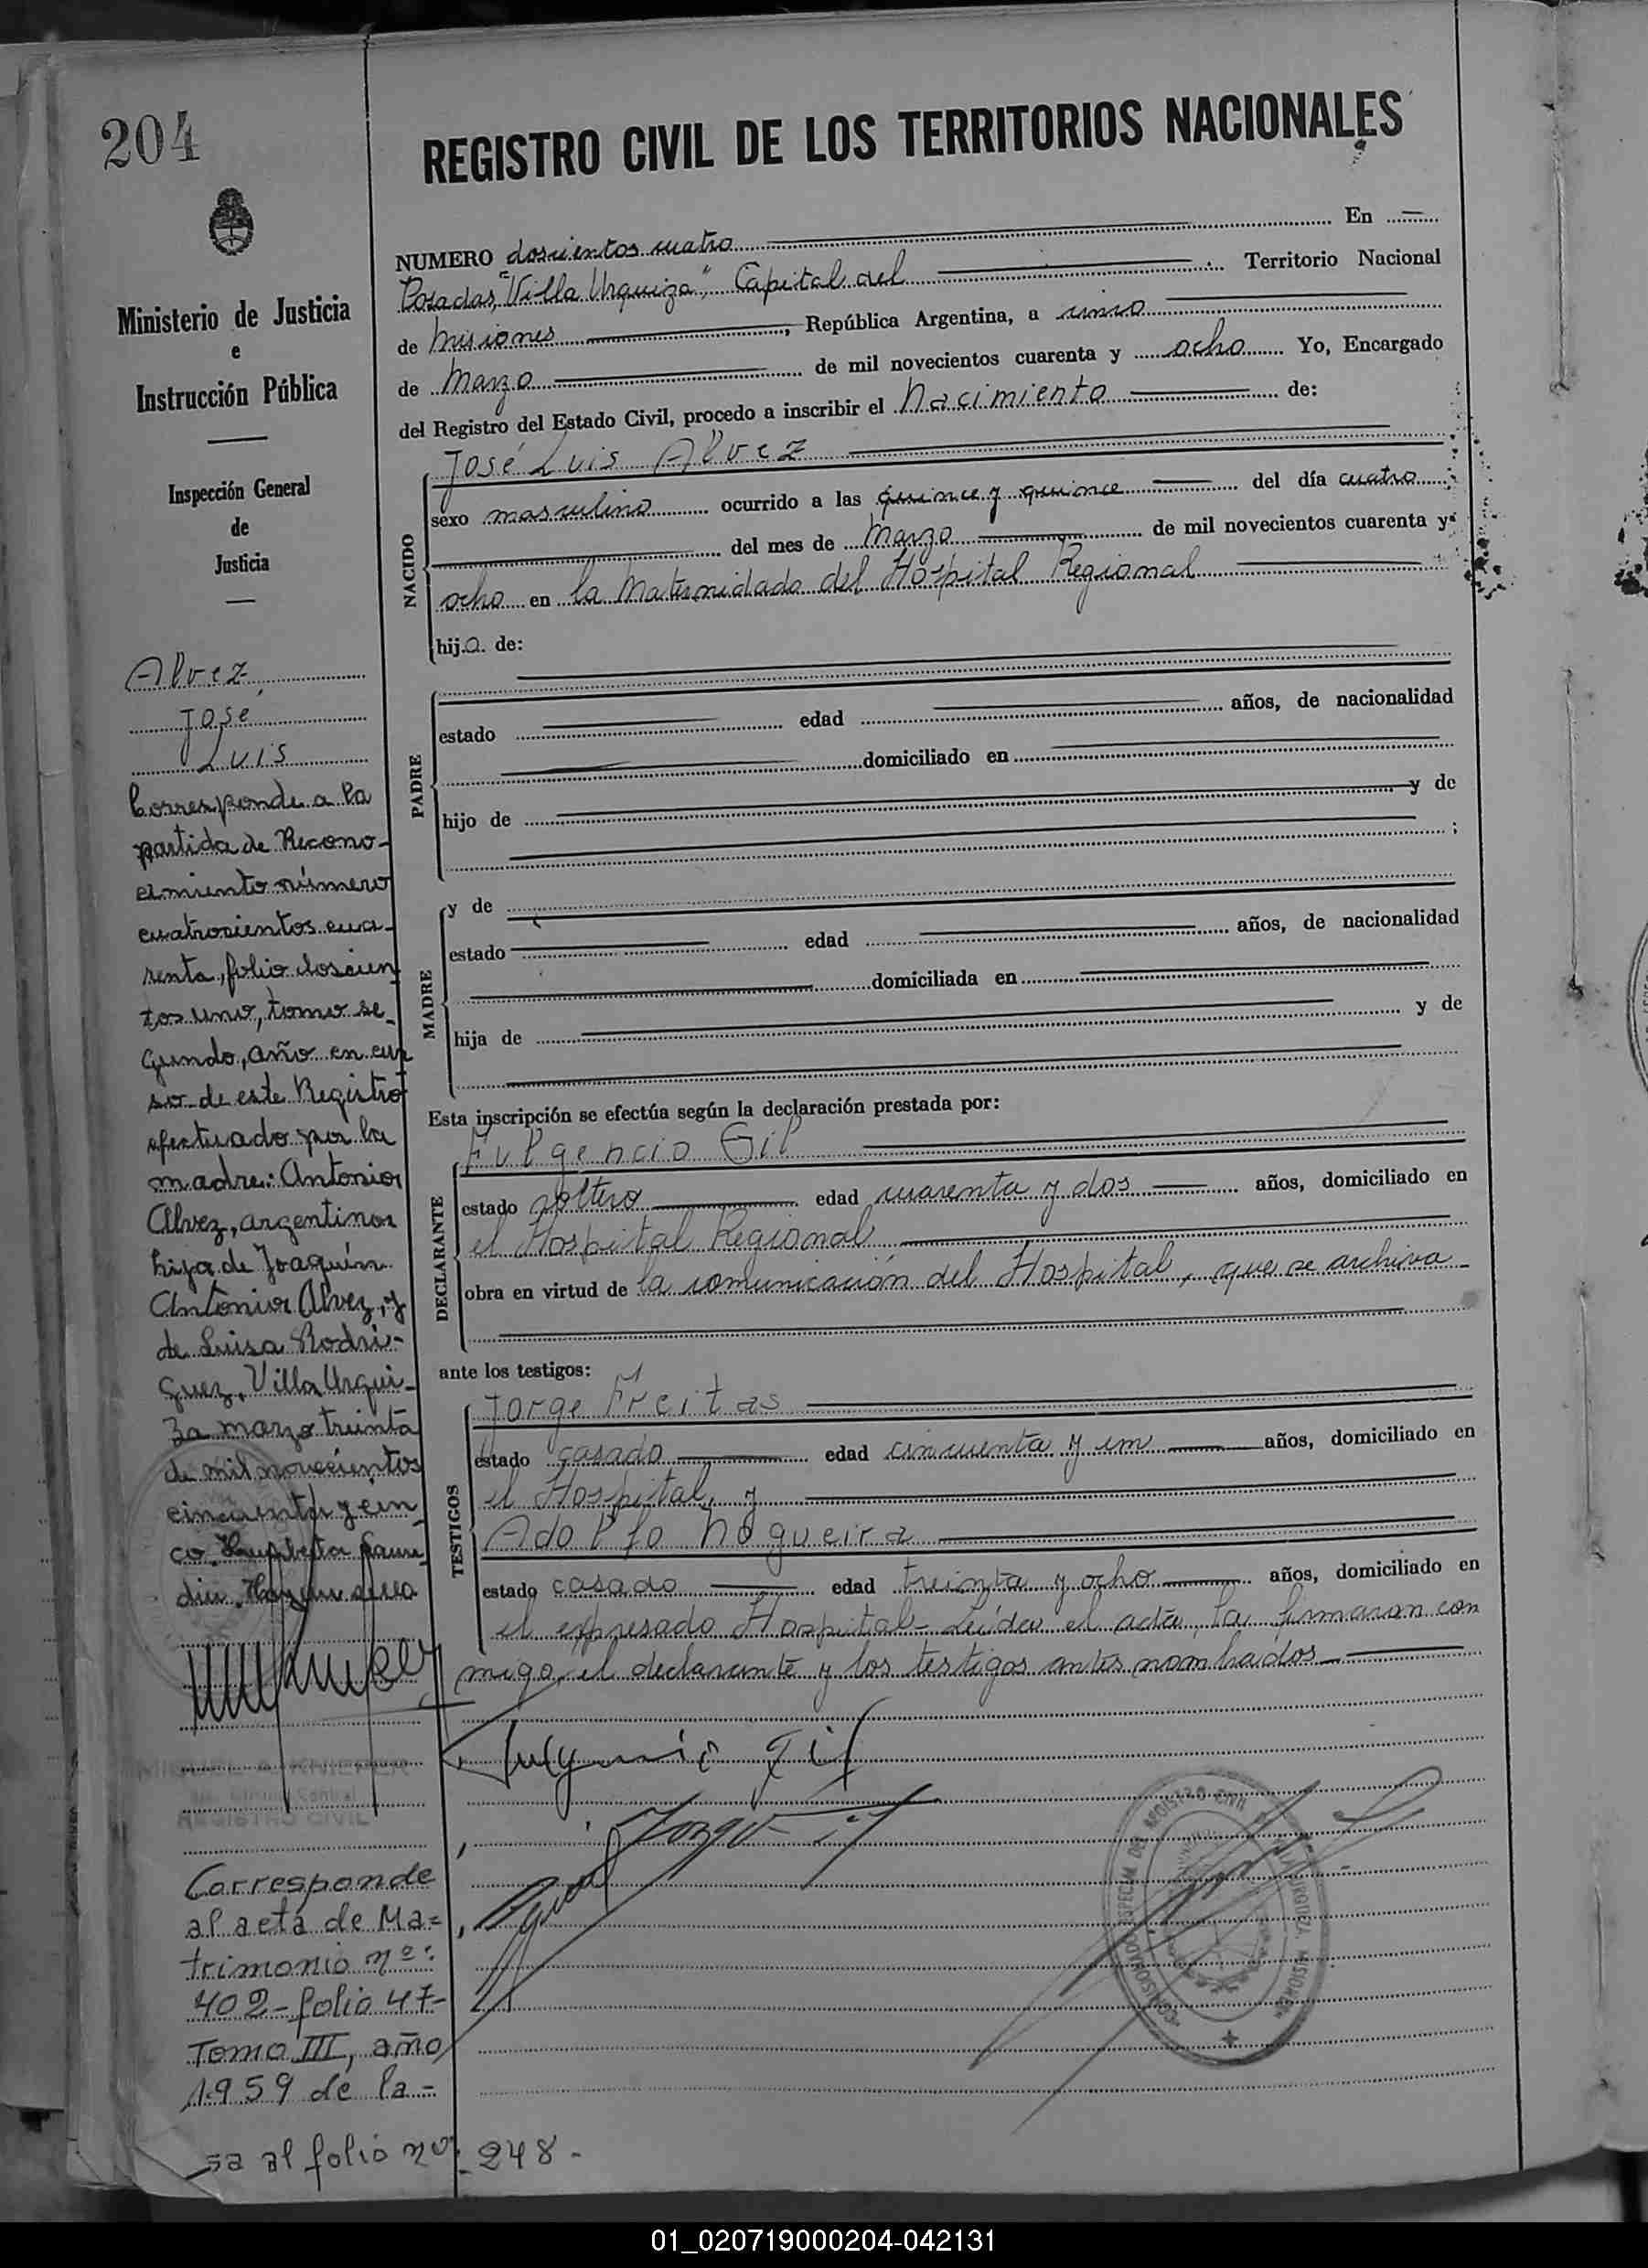 204
REGISTRO CIVIL DE LOS TERRITORIOS NACIONALES
Ministerio de Justicia
e
Instrucción Pública
Inspección General
de
Justicia
NUMERO doscientos cuatro En
Posadas, "Villa Urquiza", Capital del Territorio Nacional
de Misiones, República Argentina, a cinco
de Marzo de mil novecientos cuarenta y ocho Yo, Encargado
del Registro del Estado Civil, procedo a inscribir el Nacimiento de:
NACIDO
José Luis Alvez
sexo masculino ocurrido a las quince y quince del día cuatro
del mes de Marzo de mil novecientos cuarenta y
ocho en la Maternidad del Hospital Regional
hijo de:
PADRE
estado edad años, de nacionalidad
domiciliado en
hijo de y de
;
MADRE
y de
estado edad años, de nacionalidad
domiciliada en
hija de y de
Esta inscripción se efectúa según la declaración prestada por:
DECLARANTE
Fulgencio Gil
estado soltero edad cuarenta y dos años, domiciliado en
el Hospital Regional
obra en virtud de la comunicación del Hospital, que se archiva
ante los testigos:
TESTIGOS
Jorge Freitas
estado casado edad cincuenta y un años, domiciliado en
el Hospital, y
Adolfo Nogueira
estado casado edad treinta y ocho años, domiciliado en
el expresado Hospital - Leída el acta, la firmaron con
migo, el declarante y los testigos antes nombrados
Fulgencio Gil
Alvez
José
Luis
Corresponde a la
partida de Recono-
cimiento número
cuatrocientos cua-
renta, folio doscien
tos uno, tomo se-
gundo, año en cur
so de este Registro
efectuado por la
madre: Antonia
Alvez, argentina
hija de Joaquín
Antonio Alvez, y
de Luisa Rodri-
guez. Villa Urqui-
za marzo treinta
de mil novecientos
cincuenta y cin
co.
REGISTRO CIVIL
Corresponde
al acta de Ma=
trimonio nº:
402 - folio 47-
Tomo III, año
1959 de la -
sa al folio nº. 248.-
01_020719000204-042131